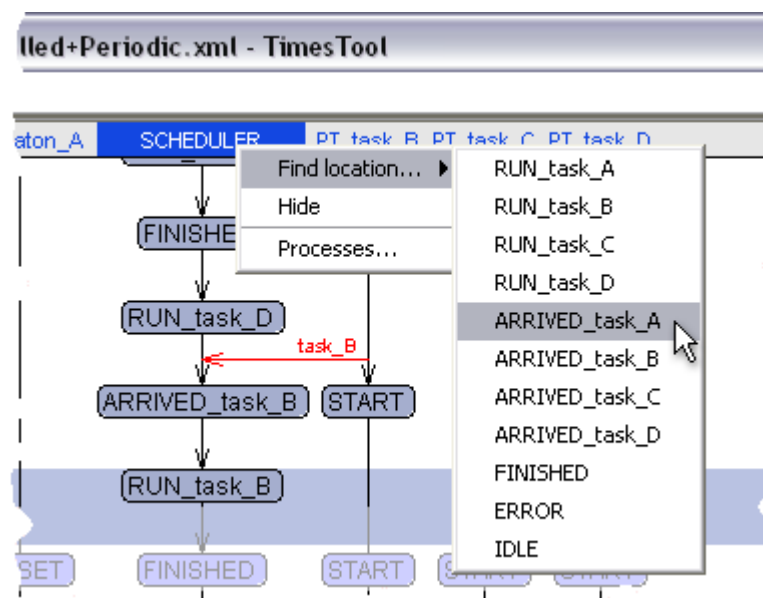 lled+Periodic.xml - TimesTool
aton_A SCHEDULER PT_task_B PT_task_C PT_task_D
Find location...
Hide
Processes...
RUN_task_A
RUN_task_B
RUN_task_C
RUN_task_D
ARRIVED_task_A
ARRIVED_task_B
ARRIVED_task_C
ARRIVED_task_D
FINISHED
ERROR
IDLE
FINISHE
RUN_task_D
task_B
ARRIVED_task_B START
RUN_task_B
SET FINISHED START